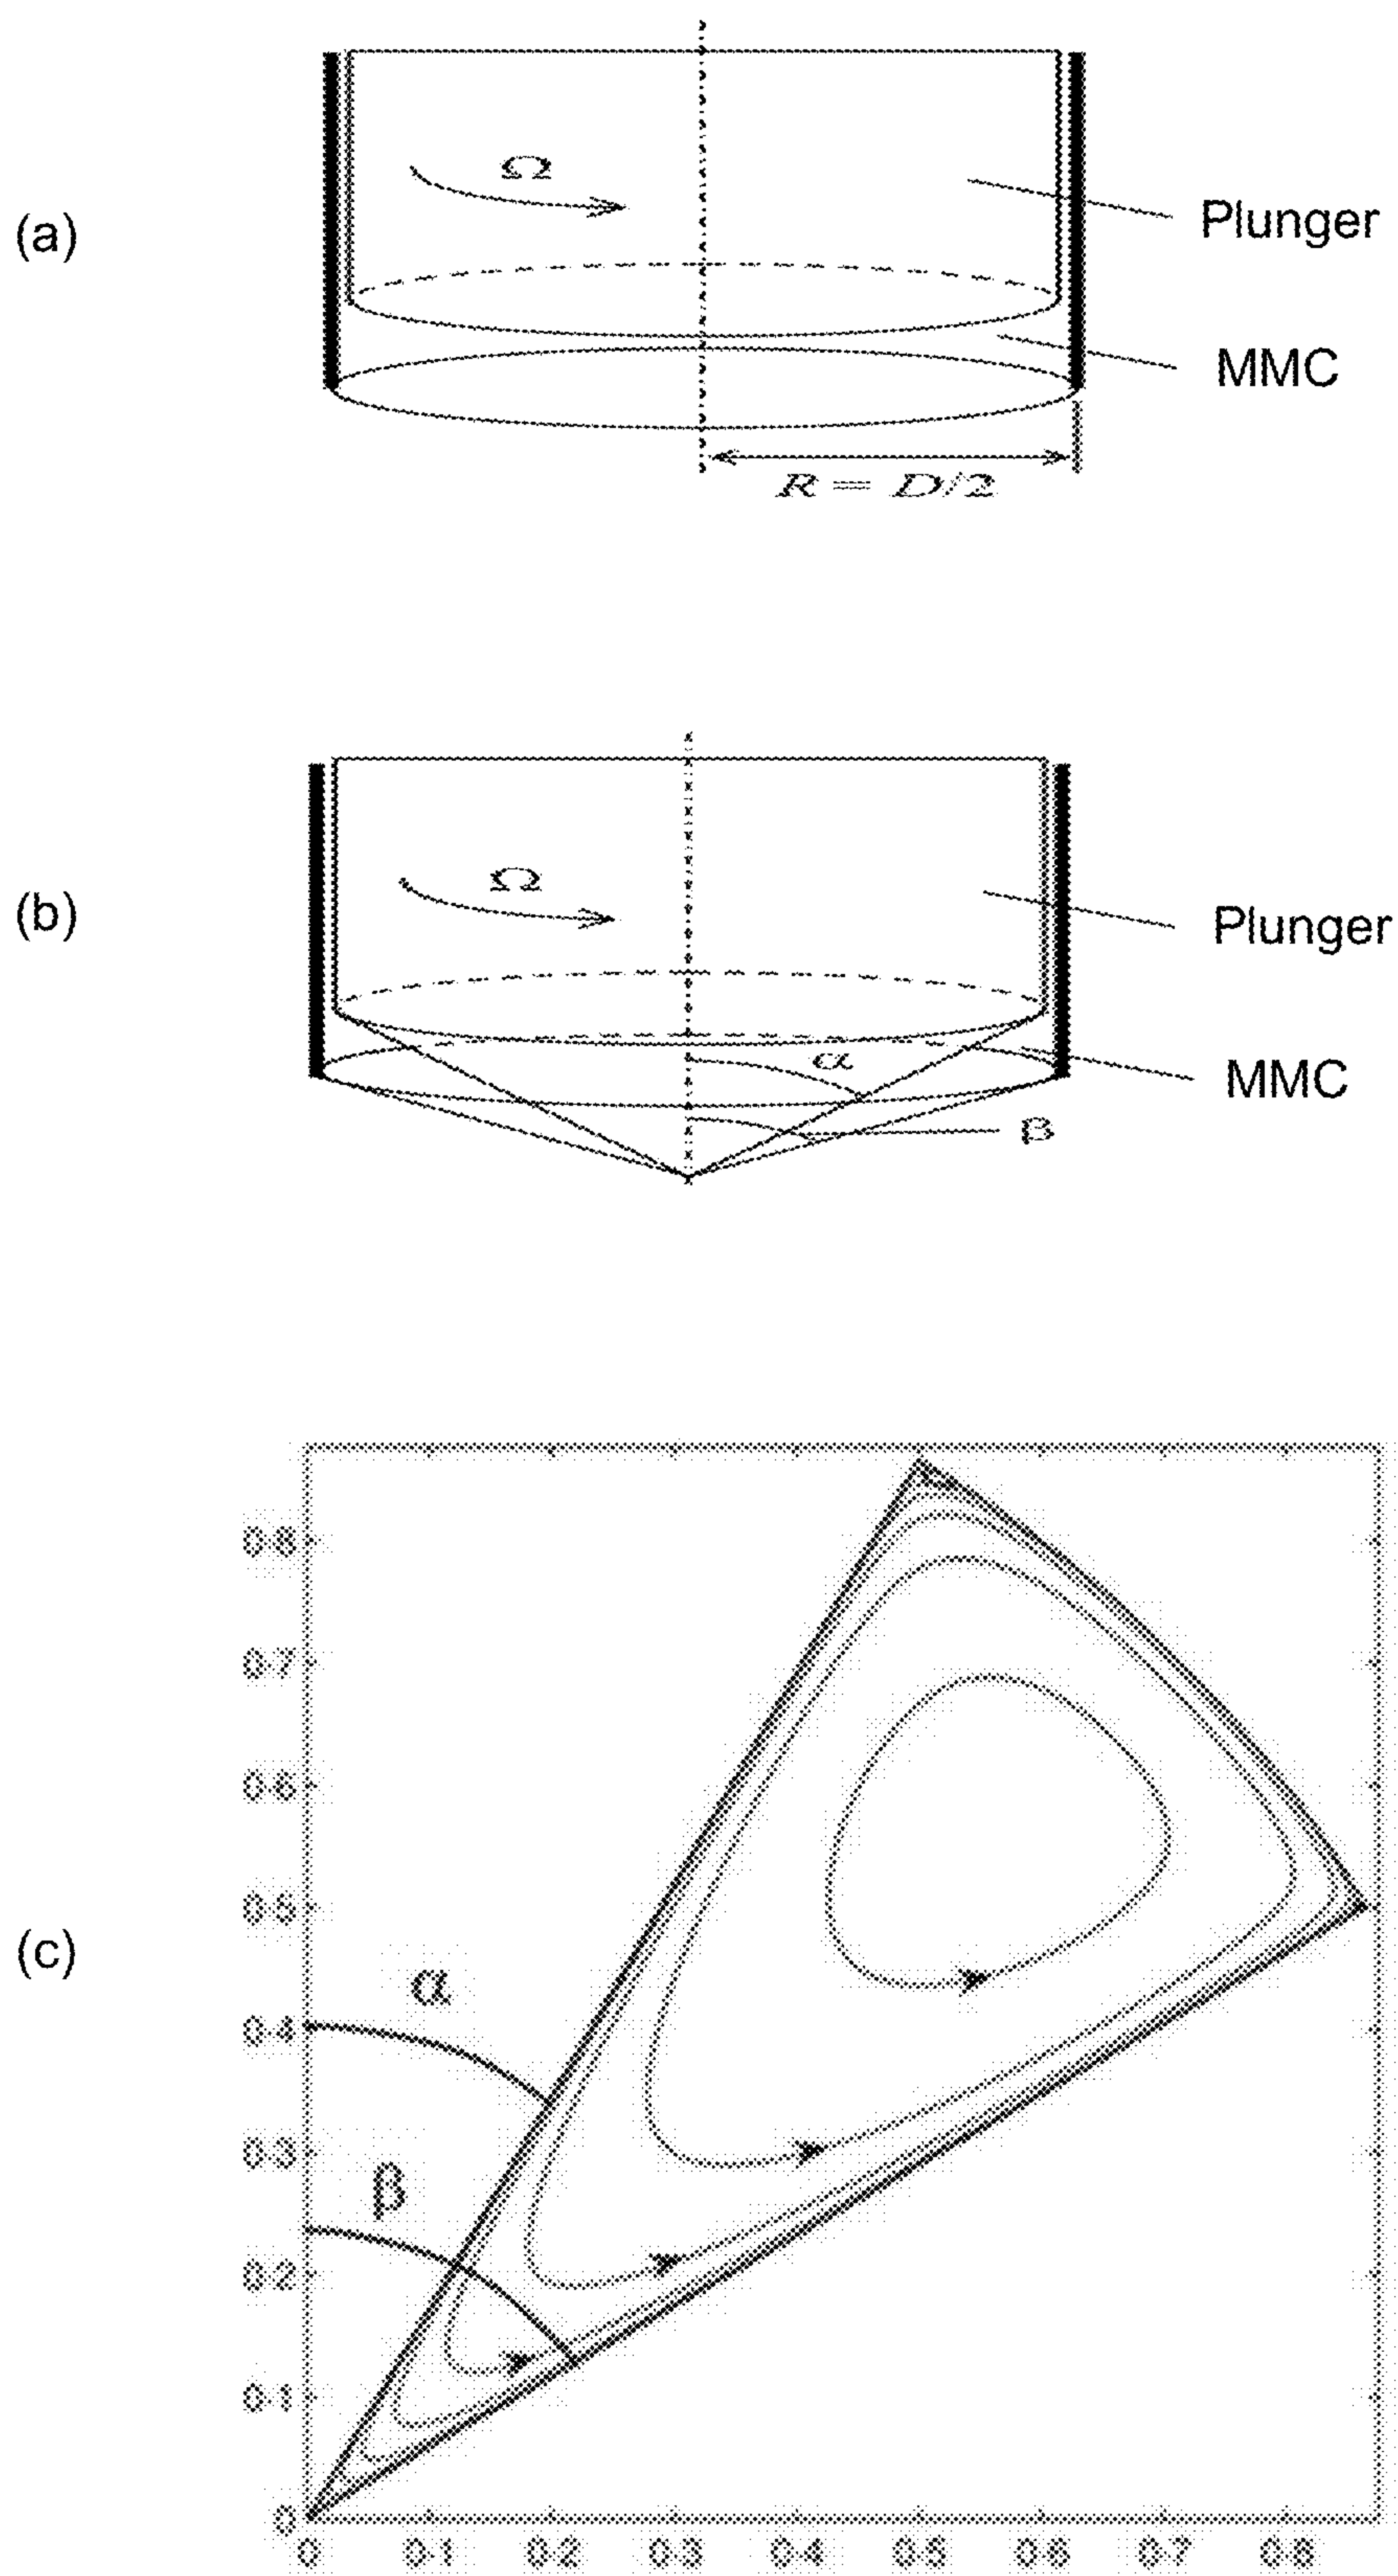 (a)
Ω
Plunger
MMC
R = D/2
(b)
Ω
Plunger
α
MMC
β
(c)
0·8
0·7
0·6
0·5
α
0·4
0·3
β
0·2
0·1
0
0 0·1 0·2 0·3 0·4 0·5 0·6 0·7 0·8